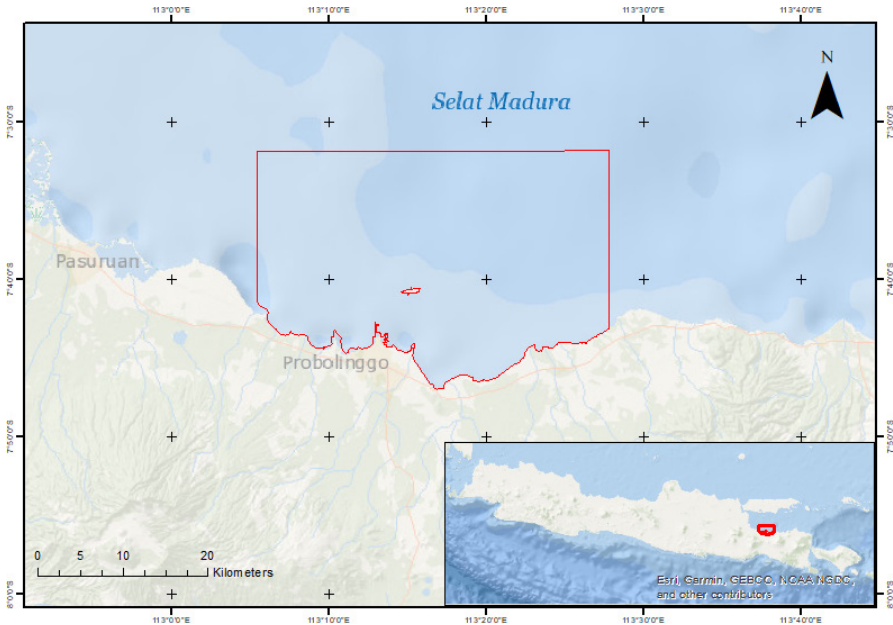 113°0'0"E 113°10'0"E 113°20'0"E 113°30'0"E 113°40'0"E
N
Selat Madura
7°30'0"S 7°30'0"S
Pasuruan
7°40'0"S 7°40'0"S
Probolinggo
7°50'0"S 7°50'0"S
0 5 10 20
Kilometers
Esri, Garmin, GEBCO, NOAA NGDC,
and other contributors
8°0'0"S 8°0'0"S
113°0'0"E 113°10'0"E 113°20'0"E 113°30'0"E 113°40'0"E